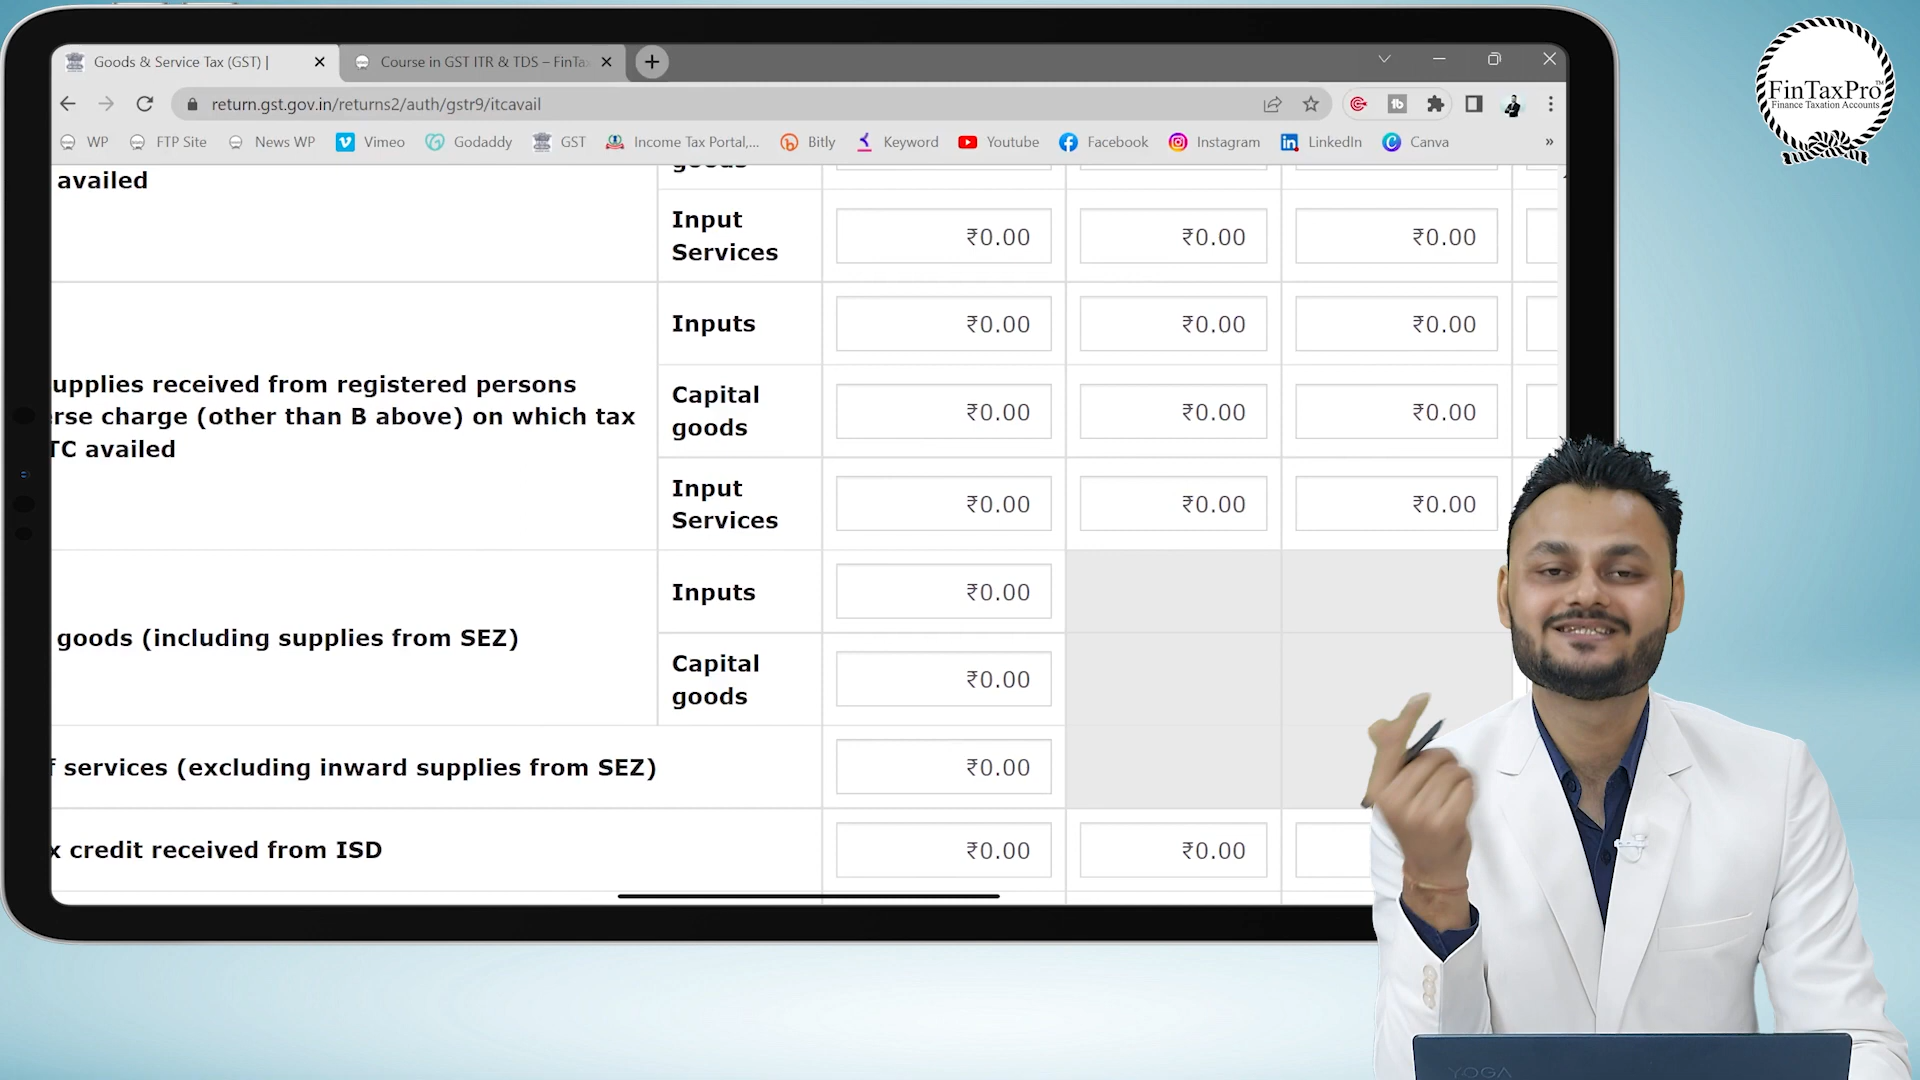 Goods & Service Tax (GST) |
Course in GST ITR & TDS – FinTa
return.gst.gov.in/returns2/auth/gstr9/itcavail
WP
FTP Site
News WP
Vimeo
Godaddy
GST
Income Tax Portal,...
Bitly
Keyword
Youtube
Facebook
Instagram
LinkedIn
Canva
»
FinTaxPro™
Finance Taxation Accounts
availed
goods
Input Services ₹0.00 ₹0.00 ₹0.00
Inputs ₹0.00 ₹0.00 ₹0.00
upplies received from registered persons
erse charge (other than B above) on which tax
TC availed
Capital goods ₹0.00 ₹0.00 ₹0.00
Input Services ₹0.00 ₹0.00 ₹0.00
Inputs ₹0.00
goods (including supplies from SEZ)
Capital goods ₹0.00
f services (excluding inward supplies from SEZ) ₹0.00
x credit received from ISD ₹0.00 ₹0.00
YOGA